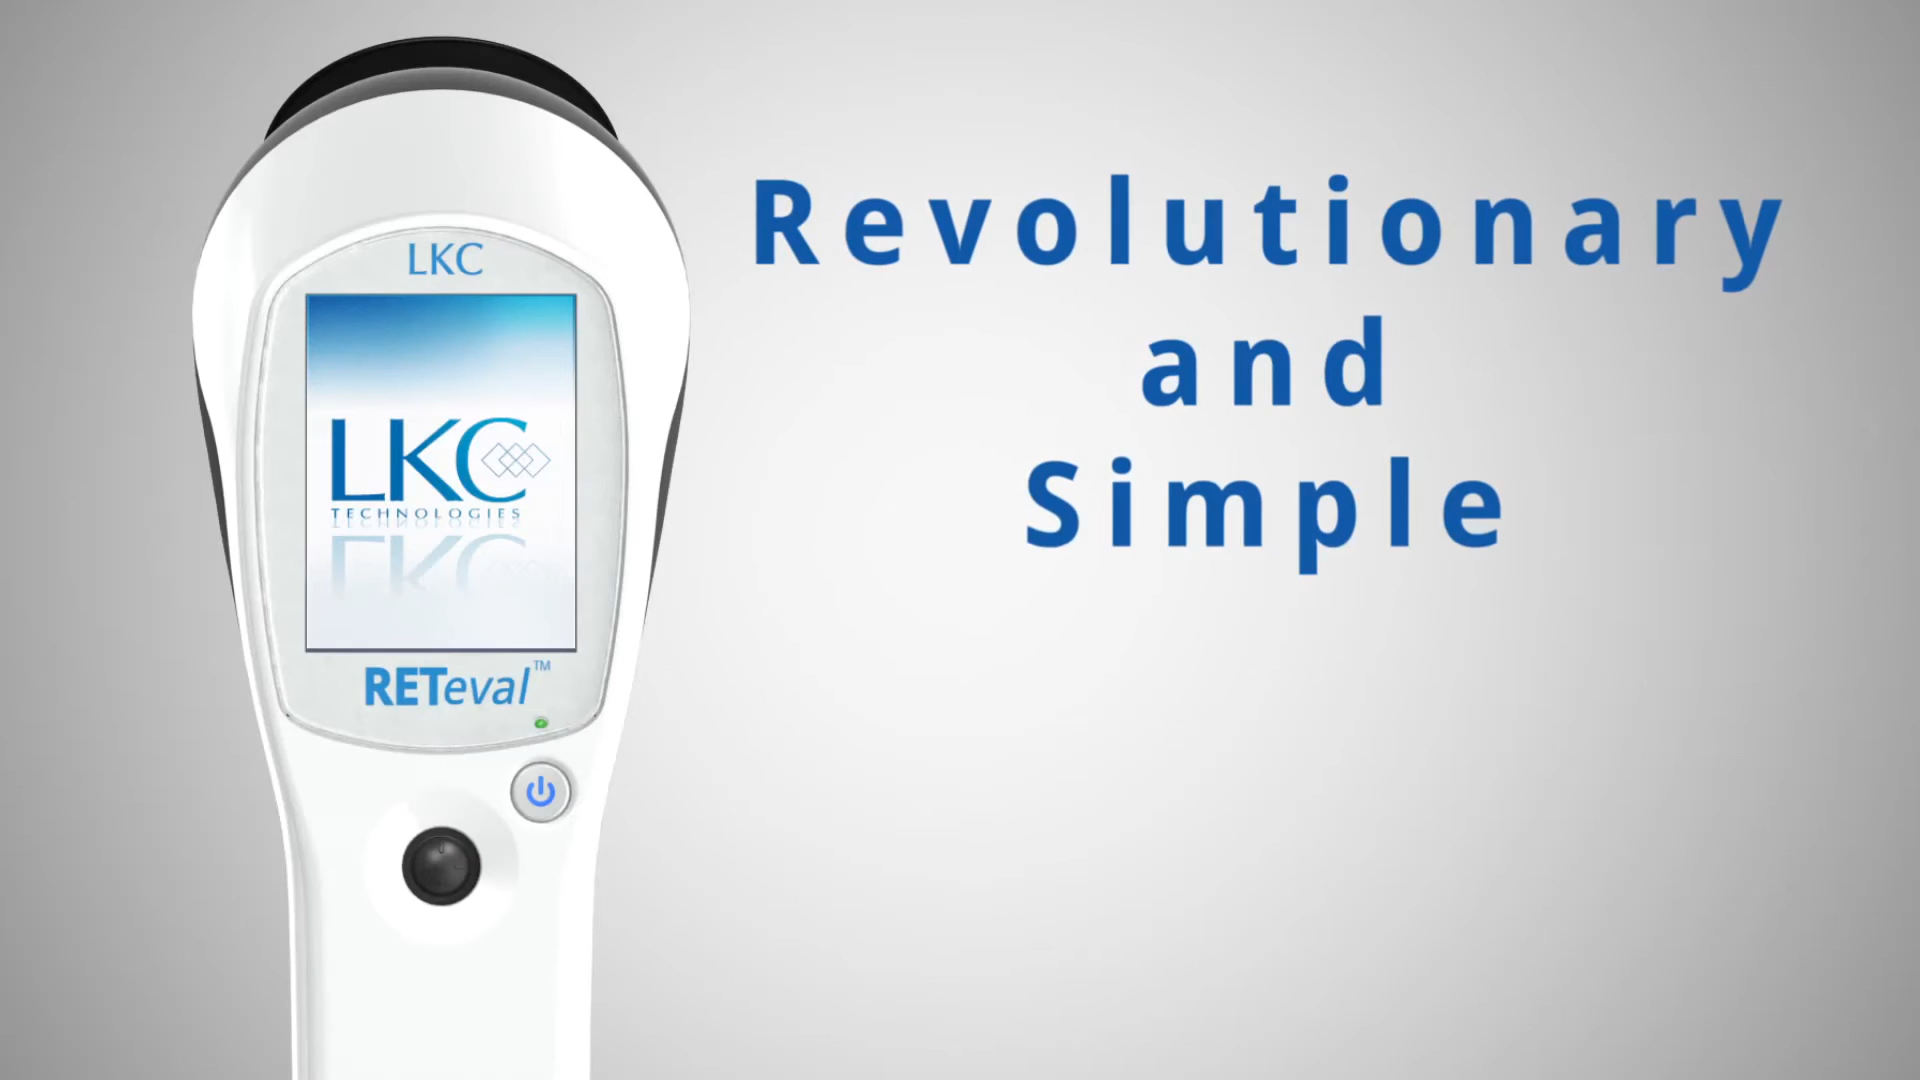 Revolutionary
and
Simple
LKC
LKC
TECHNOLOGIES
RETeval™